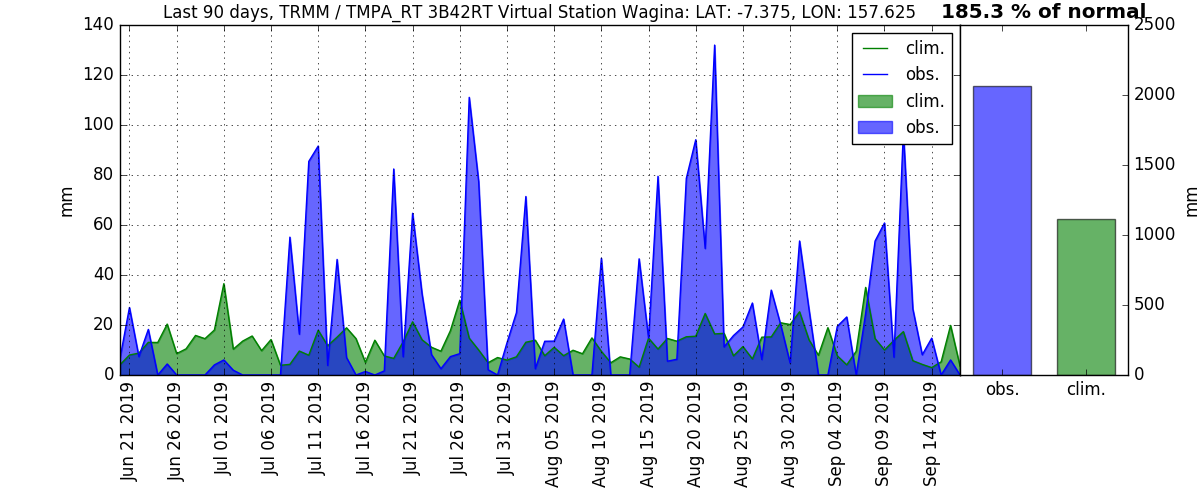 Last 90 days, TRMM / TMPA_RT 3B42RT Virtual Station Wagina: LAT: -7.375, LON: 157.625
185.3 % of normal
mm
140
120
100
80
60
40
20
0
clim.
obs.
clim.
obs.
2500
2000
1500
1000
500
0
mm
Jun 21 2019
Jun 26 2019
Jul 01 2019
Jul 06 2019
Jul 11 2019
Jul 16 2019
Jul 21 2019
Jul 26 2019
Jul 31 2019
Aug 05 2019
Aug 10 2019
Aug 15 2019
Aug 20 2019
Aug 25 2019
Aug 30 2019
Sep 04 2019
Sep 09 2019
Sep 14 2019
obs.
clim.